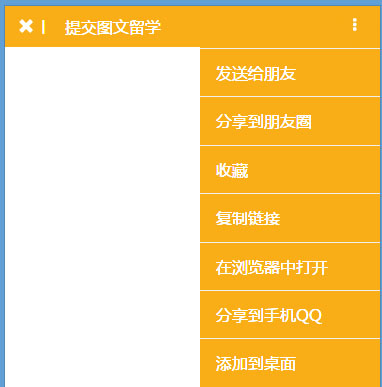 提交图文留学
发送给朋友
分享到朋友圈
收藏
复制链接
在浏览器中打开
分享到手机QQ
添加到桌面